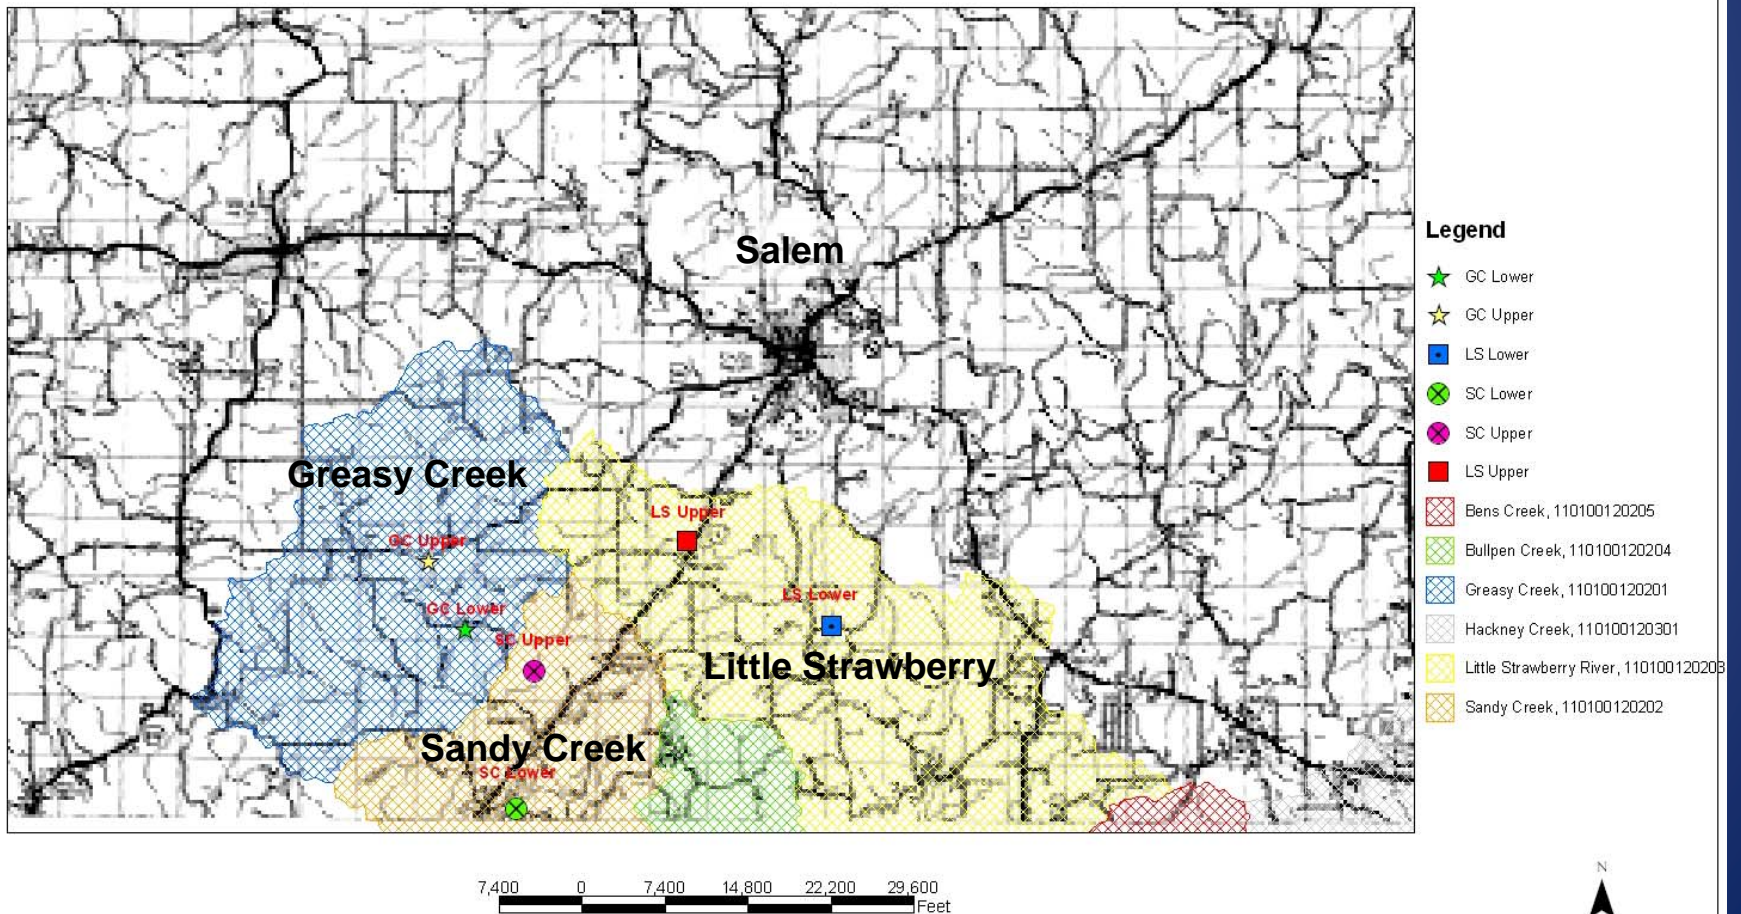 Salem
Greasy Creek
LS Upper
GC Upper
LS Lower
GC Lower
SC Upper
Little Strawberry
Sandy Creek
SC Lower
Legend
GC Lower
GC Upper
LS Lower
SC Lower
SC Upper
LS Upper
Bens Creek, 110100120205
Bullpen Creek, 110100120204
Greasy Creek, 110100120201
Hackney Creek, 110100120301
Little Strawberry River, 110100120203
Sandy Creek, 110100120202
7,400 0 7,400 14,800 22,200 29,600
Feet
N